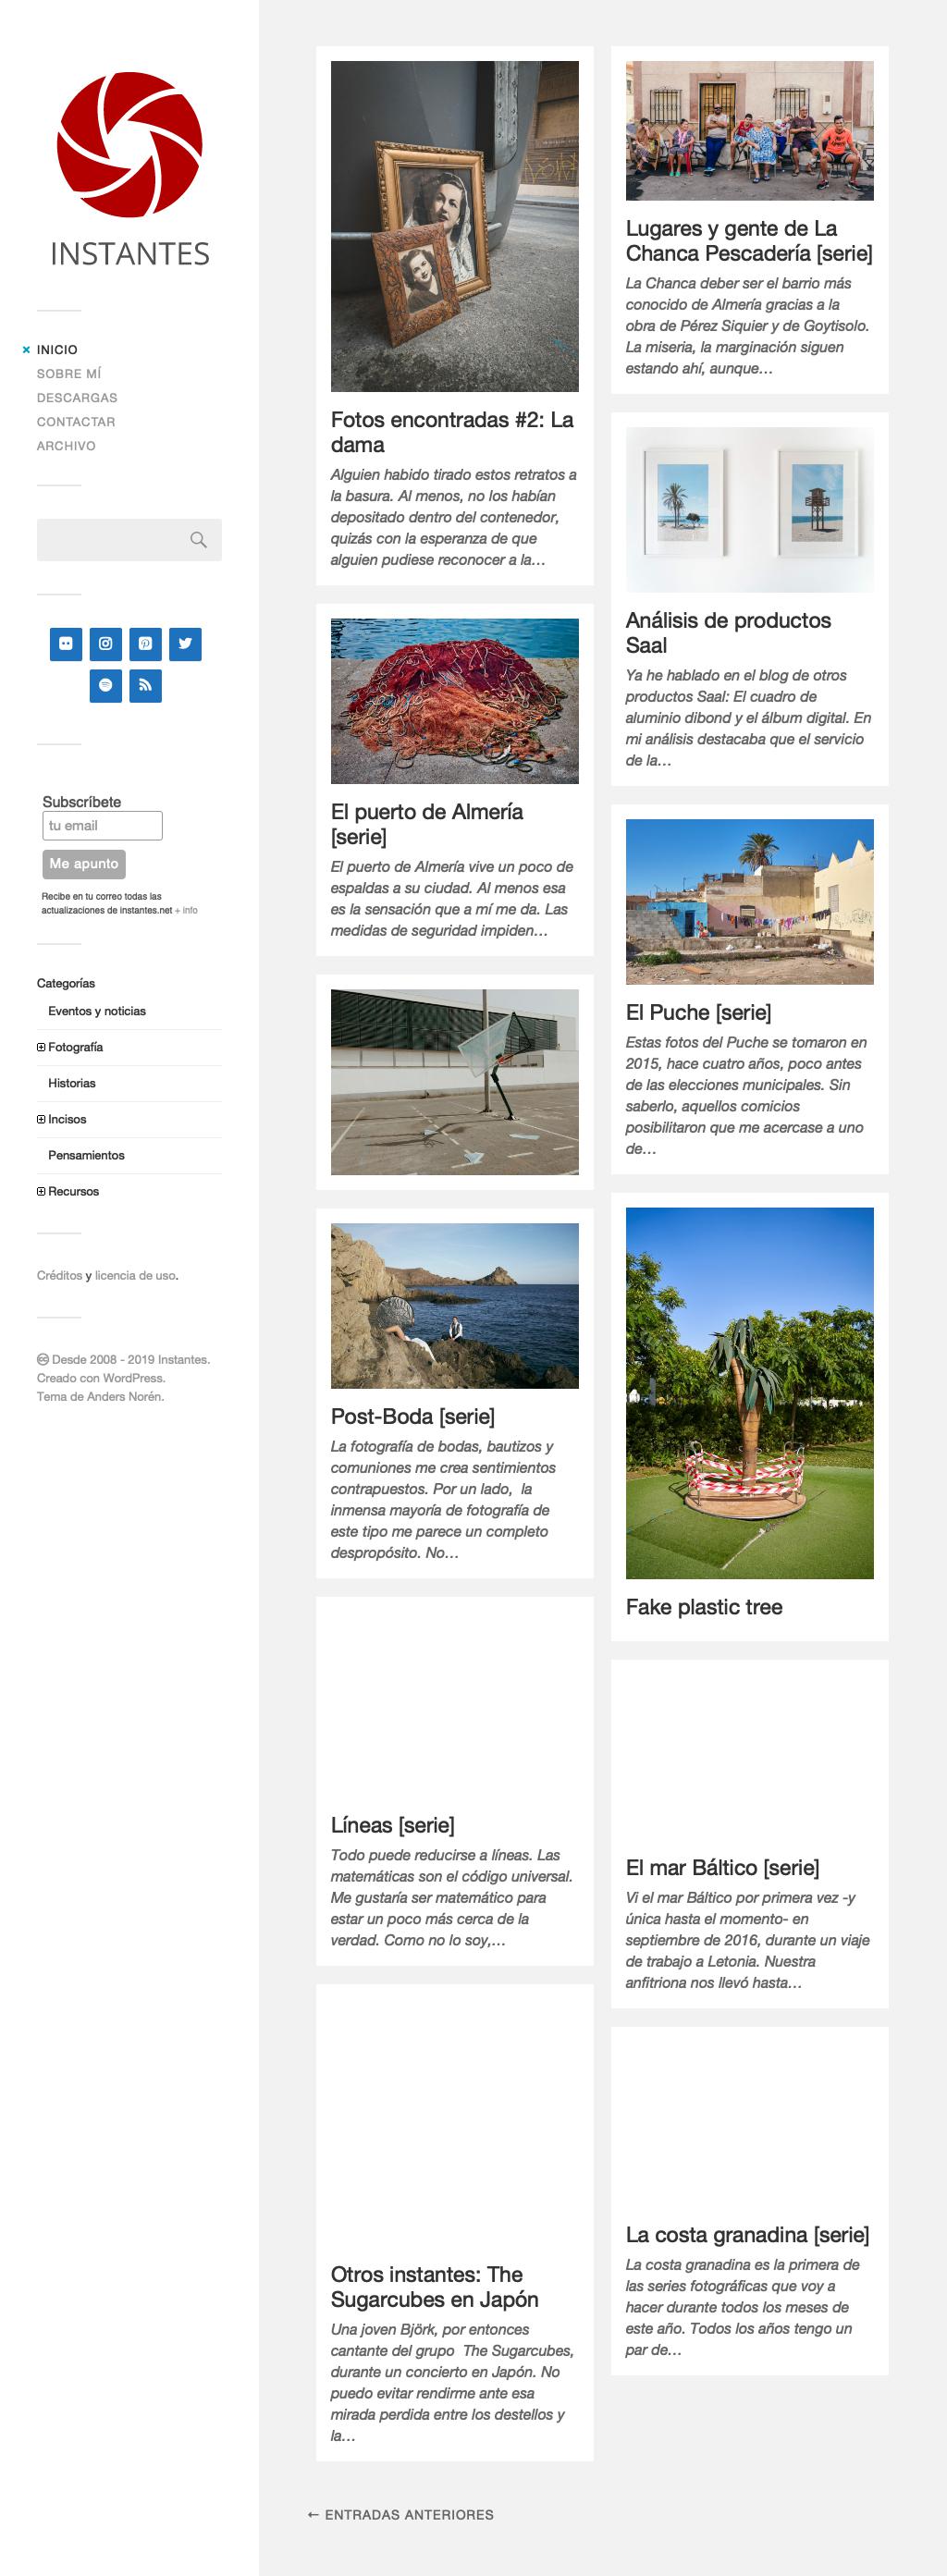 INSTANTES
INICIO
SOBRE MÍ
DESCARGAS
CONTACTAR
ARCHIVO
Subscríbete
tu email
Me apunto
Recibe en tu correo todas las
actualizaciones de instantes.net + info
Categorías
Eventos y noticias
Fotografía
Historias
Incisos
Pensamientos
Recursos
Créditos y licencia de uso.
Desde 2008 - 2019 Instantes.
Creado con WordPress.
Tema de Anders Norén.
Fotos encontradas #2: La
dama
Alguien habido tirado estos retratos a
la basura. Al menos, no los habían
depositado dentro del contenedor,
quizás con la esperanza de que
alguien pudiese reconocer a la…
El puerto de Almería
[serie]
El puerto de Almería vive un poco de
espaldas a su ciudad. Al menos esa
es la sensación que a mí me da. Las
medidas de seguridad impiden…
Post-Boda [serie]
La fotografía de bodas, bautizos y
comuniones me crea sentimientos
contrapuestos. Por un lado,  la
inmensa mayoría de fotografía de
este tipo me parece un completo
despropósito. No…
Líneas [serie]
Todo puede reducirse a líneas. Las
matemáticas son el código universal.
Me gustaría ser matemático para
estar un poco más cerca de la
verdad. Como no lo soy,…
Otros instantes: The
Sugarcubes en Japón
Una joven Björk, por entonces
cantante del grupo  The Sugarcubes,
durante un concierto en Japón. No
puedo evitar rendirme ante esa
mirada perdida entre los destellos y
la…
Lugares y gente de La
Chanca Pescadería [serie]
La Chanca deber ser el barrio más
conocido de Almería gracias a la
obra de Pérez Siquier y de Goytisolo.
La miseria, la marginación siguen
estando ahí, aunque…
Análisis de productos
Saal
Ya he hablado en el blog de otros
productos Saal: El cuadro de
aluminio dibond y el álbum digital. En
mi análisis destacaba que el servicio
de la…
El Puche [serie]
Estas fotos del Puche se tomaron en
2015, hace cuatro años, poco antes
de las elecciones municipales. Sin
saberlo, aquellos comicios
posibilitaron que me acercase a uno
de…
Fake plastic tree
El mar Báltico [serie]
Vi el mar Báltico por primera vez -y
única hasta el momento- en
septiembre de 2016, durante un viaje
de trabajo a Letonia. Nuestra
anfitriona nos llevó hasta…
La costa granadina [serie]
La costa granadina es la primera de
las series fotográficas que voy a
hacer durante todos los meses de
este año. Todos los años tengo un
par de…
← ENTRADAS ANTERIORES